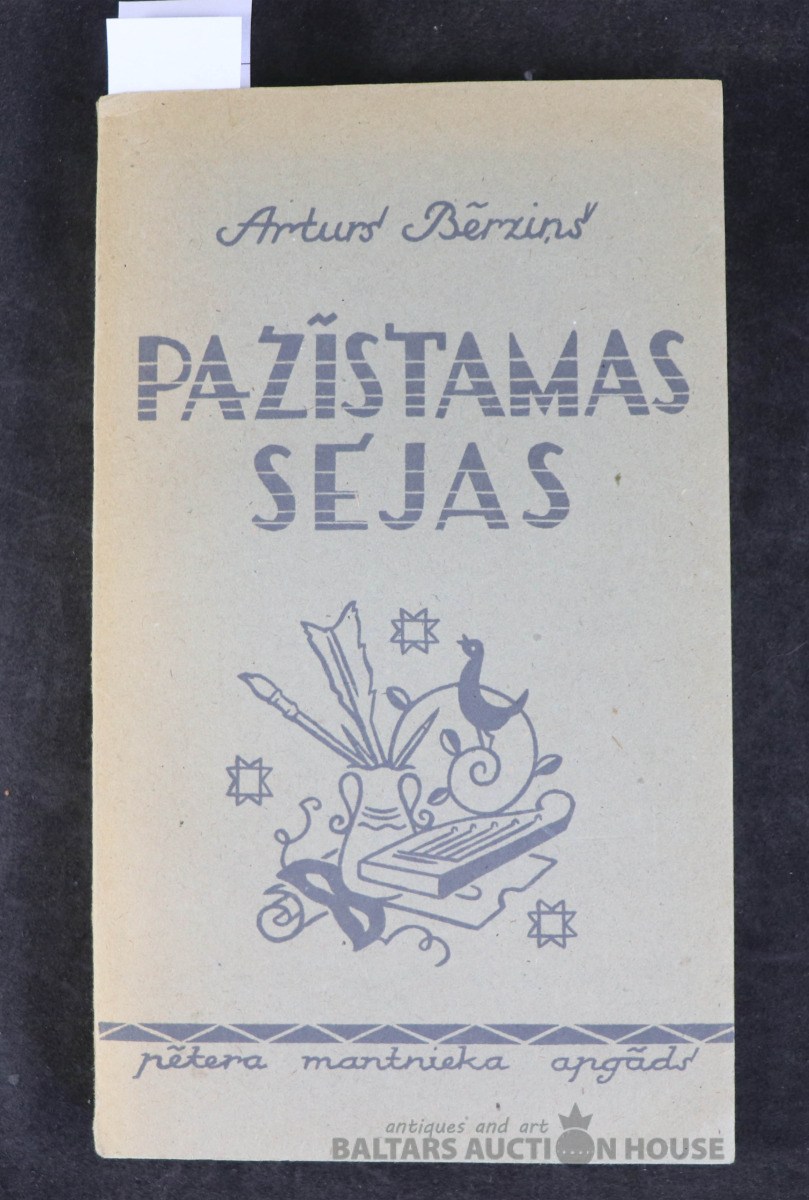 Arturs Bērziņš
PAZĪSTAMAS
SEJAS
pētera mantnieka apgāds
antiques and art
BALTARS AUCTION HOUSE